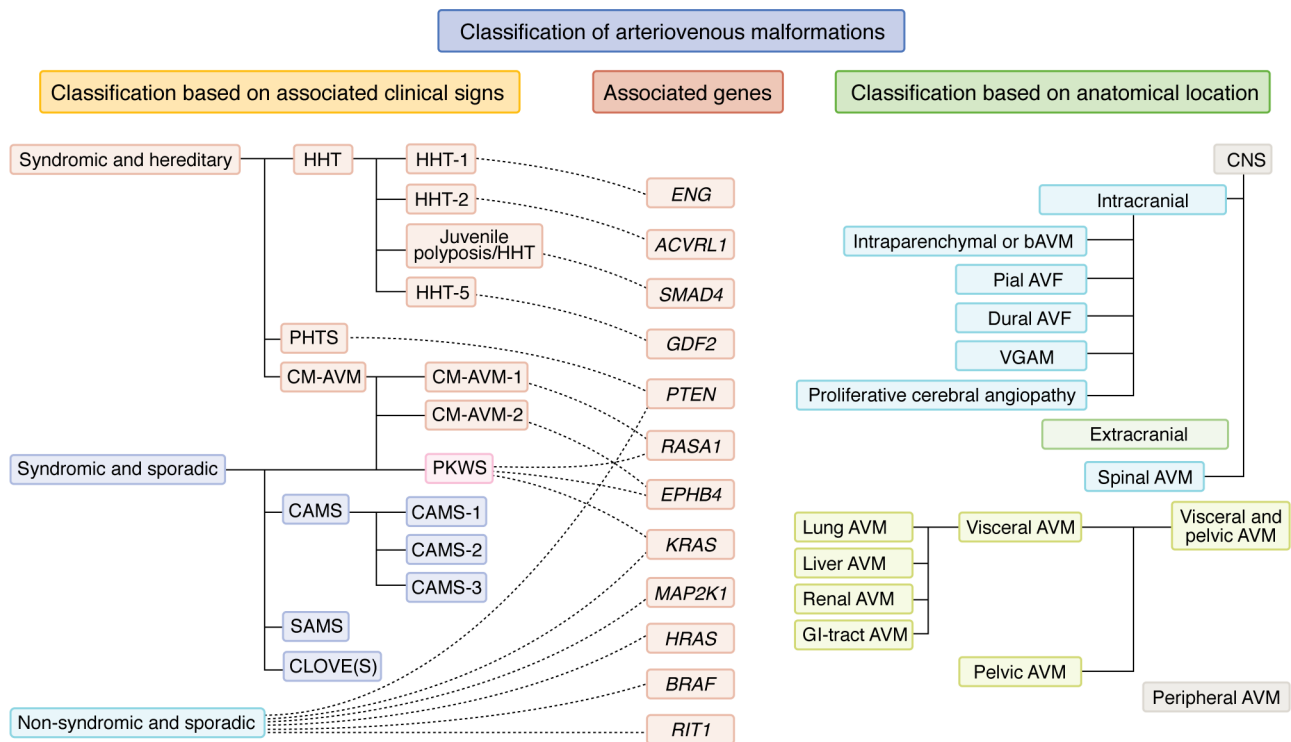 Classification of arteriovenous malformations
Classification based on associated clinical signs
Associated genes
Classification based on anatomical location
Syndromic and hereditary
HHT
HHT-1
HHT-2
Juvenile
polyposis/HHT
HHT-5
PHTS
CM-AVM
CM-AVM-1
CM-AVM-2
Syndromic and sporadic
PKWS
CAMS
CAMS-1
CAMS-2
CAMS-3
SAMS
CLOVE(S)
Non-syndromic and sporadic
ENG
ACVRL1
SMAD4
GDF2
PTEN
RASA1
EPHB4
KRAS
MAP2K1
HRAS
BRAF
RIT1
CNS
Intracranial
Intraparenchymal or bAVM
Pial AVF
Dural AVF
VGAM
Proliferative cerebral angiopathy
Extracranial
Spinal AVM
Lung AVM
Visceral AVM
Visceral and
pelvic AVM
Liver AVM
Renal AVM
GI-tract AVM
Pelvic AVM
Peripheral AVM